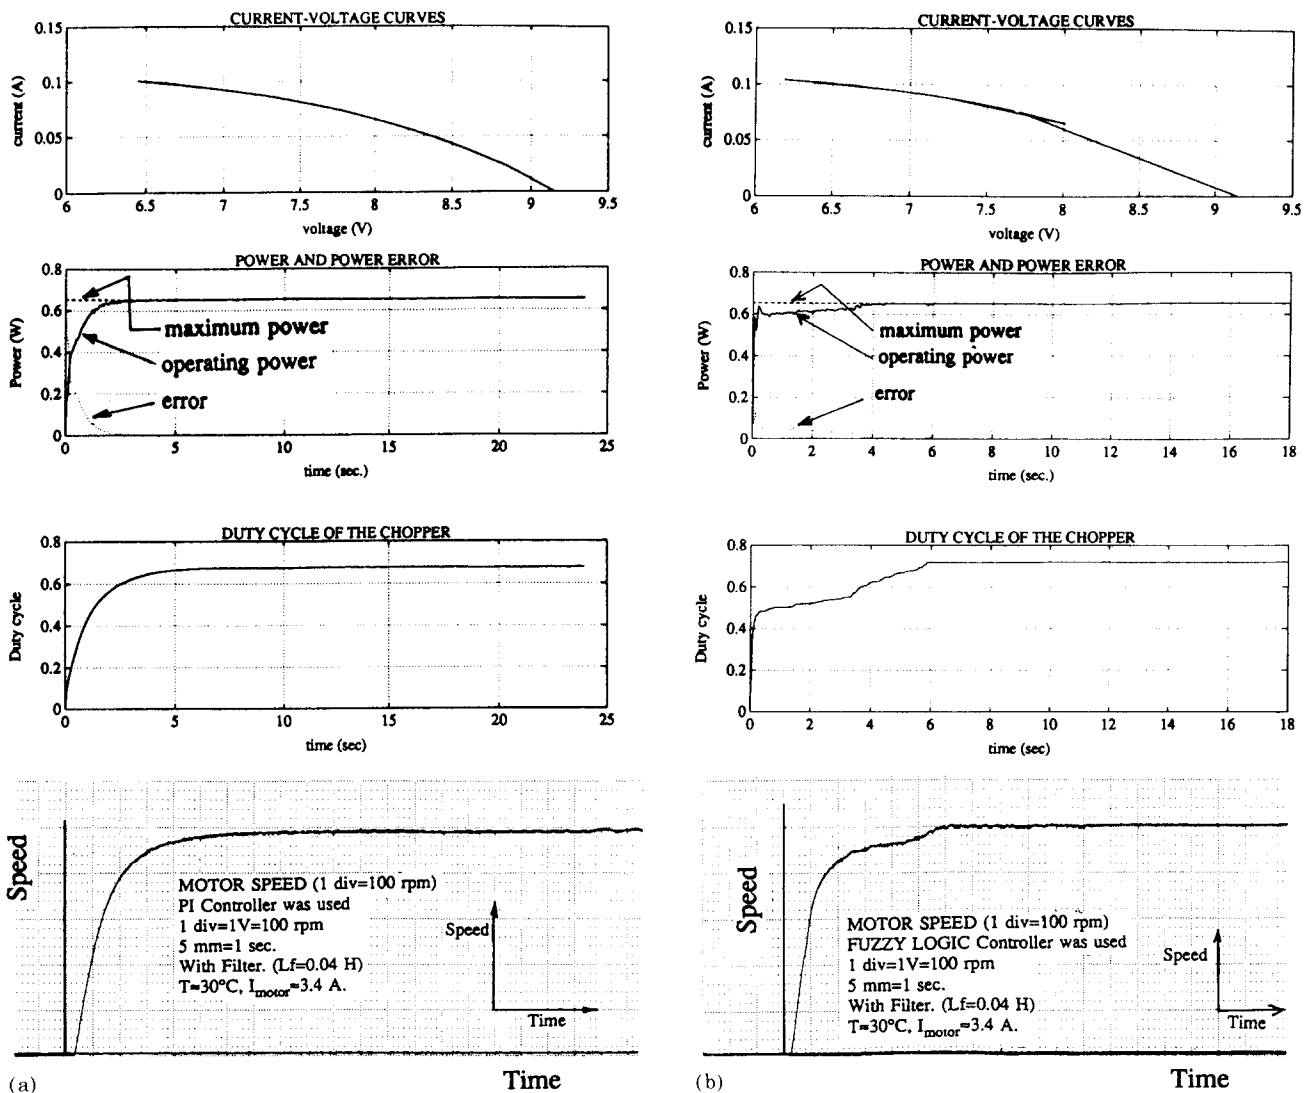 CURRENT-VOLTAGE CURVES
0.15
0.1
0.05
0
current (A)
6 6.5 7 7.5 8 8.5 9 9.5
voltage (V)
POWER AND POWER ERROR
0.8
0.6
0.4
0.2
0
Power (W)
maximum power
operating power
error
0 5 10 15 20 25
time (sec.)
DUTY CYCLE OF THE CHOPPER
0.8
0.6
0.4
0.2
0
Duty cycle
0 5 10 15 20 25
time (sec)
Speed
MOTOR SPEED (1 div=100 rpm)
PI Controller was used
1 div=1V=100 rpm
5 mm=1 sec.
With Filter. (Lf=0.04 H)
T≈30°C, Imotor≈3.4 A.
Speed
Time
(a)
Time
CURRENT-VOLTAGE CURVES
0.15
0.1
0.05
0
current (A)
6 7 7.5 8 8.5 9 9.5
voltage (V)
POWER AND POWER ERROR
0.8
0.6
0.4
0.2
0
Power (W)
maximum power
operating power
error
0 2 4 6 8 10 12 14 16 18
time (sec.)
DUTY CYCLE OF THE CHOPPER
0.8
0.6
0.4
0.2
0
Duty cycle
0 2 4 6 8 10 12 14 16 18
time (sec)
Speed
MOTOR SPEED (1 div=100 rpm)
FUZZY LOGIC Controller was used
1 div=1V=100 rpm
5 mm=1 sec.
With Filter. (Lf=0.04 H)
T≈30°C, Imotor≈3.4 A.
Speed
Time
(b)
Time